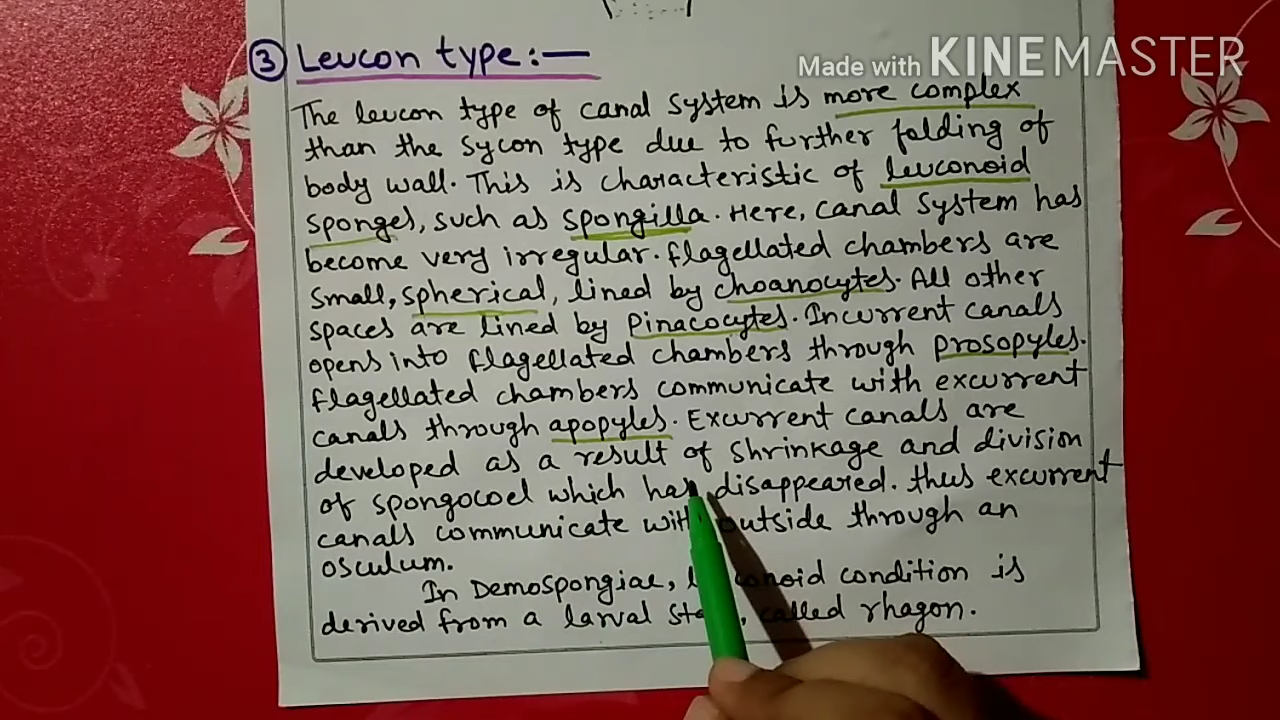 Made with KINEMASTER
③ Leucon type:—
The leucon type of canal system is more complex
than the sycon type due to further folding of
body wall. This is characteristic of leuconoid
sponges, such as spongilla. Here, canal system has
become very irregular. flagellated chambers are
small, spherical, lined by choanocytes. All other
spaces are lined by Pinacocytes. Incurrent canals
opens into flagellated chambers through prosopyles.
flagellated chambers communicate with excurrent
canals through apopyles. Excurrent canals are
developed as a result of shrinkage and division
of spongocoel which has disappeared. thus excurrent
canals communicate with outside through an
osculum.
In Demospongiae, condition is
derived from a larval called rhagon.